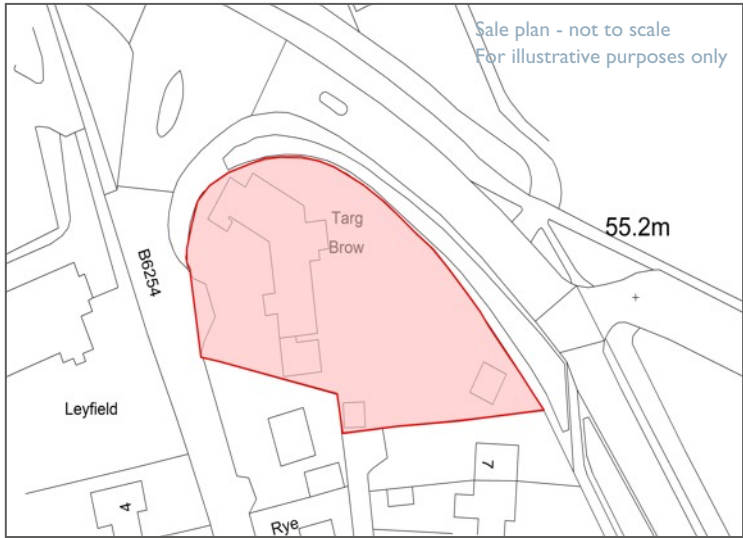 Sale plan - not to scale
For illustrative purposes only
Targ
Brow
55.2m
B6254
Leyfield
4
7
Rye